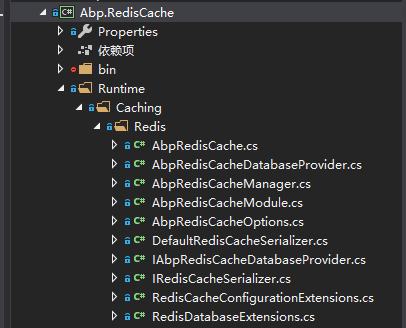 Abp.RedisCache
Properties
依赖项
bin
Runtime
Caching
Redis
C# AbpRedisCache.cs
C# AbpRedisCacheDatabaseProvider.cs
C# AbpRedisCacheManager.cs
C# AbpRedisCacheModule.cs
C# AbpRedisCacheOptions.cs
C# DefaultRedisCacheSerializer.cs
C# IAbpRedisCacheDatabaseProvider.cs
C# IRedisCacheSerializer.cs
C# RedisCacheConfigurationExtensions.cs
C# RedisDatabaseExtensions.cs